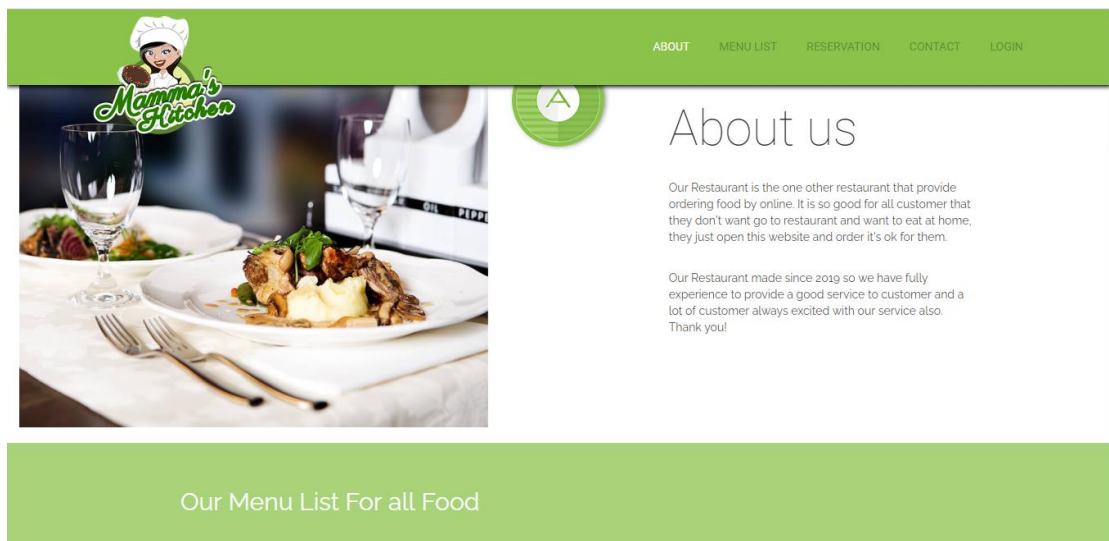 Mamma's
Kitchen
ABOUT MENU LIST RESERVATION CONTACT LOGIN
A
OIL PEPPE
About us
Our Restaurant is the one other restaurant that provide
ordering food by online. It is so good for all customer that
they don't want go to restaurant and want to eat at home,
they just open this website and order it's ok for them.
Our Restaurant made since 2019 so we have fully
experience to provide a good service to customer and a
lot of customer always excited with our service also.
Thank you!
Our Menu List For all Food